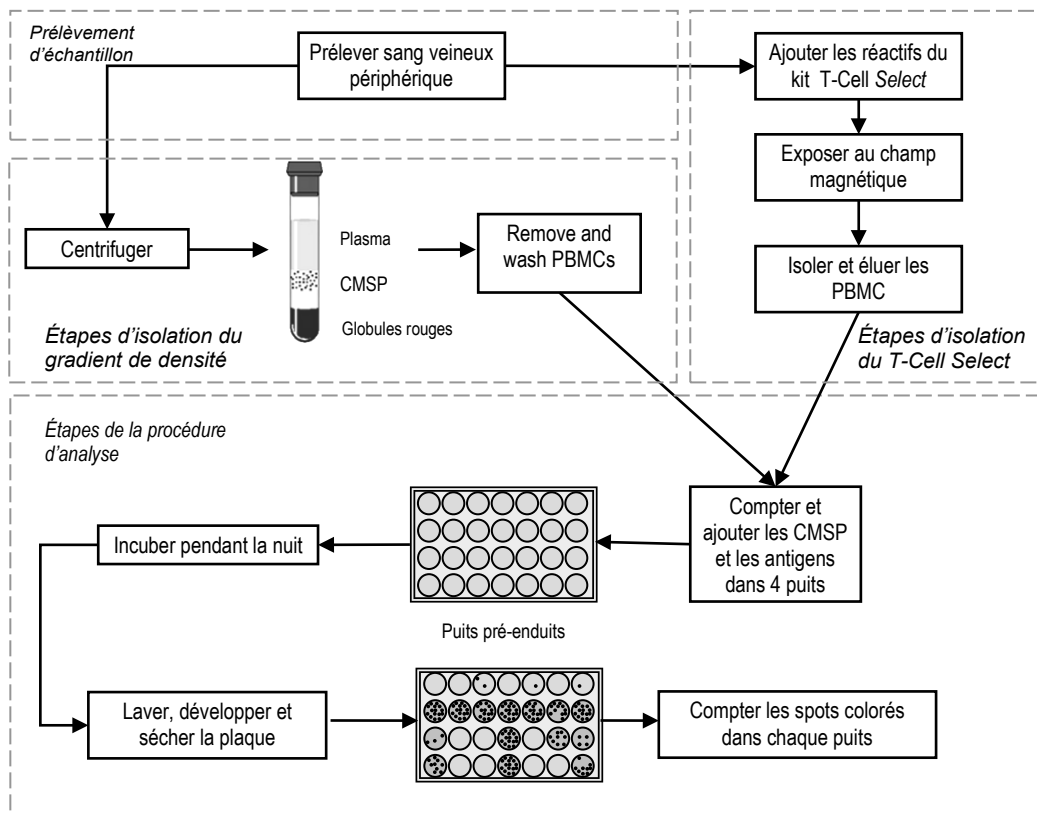 Prélèvement
d'échantillon
Prélever sang veineux
périphérique
Ajouter les réactifs du
kit T-Cell Select
Exposer au champ
magnétique
Isoler et éluer les
PBMC
Étapes d'isolation
du T-Cell Select
Centrifuger
Plasma
CMSP
Globules rouges
Remove and
wash PBMCs
Étapes d'isolation du
gradient de densité
Étapes de la procédure
d'analyse
Compter et
ajouter les CMSP
et les antigens
dans 4 puits
Puits pré-enduits
Incuber pendant la nuit
Laver, développer et
sécher la plaque
Compter les spots colorés
dans chaque puits